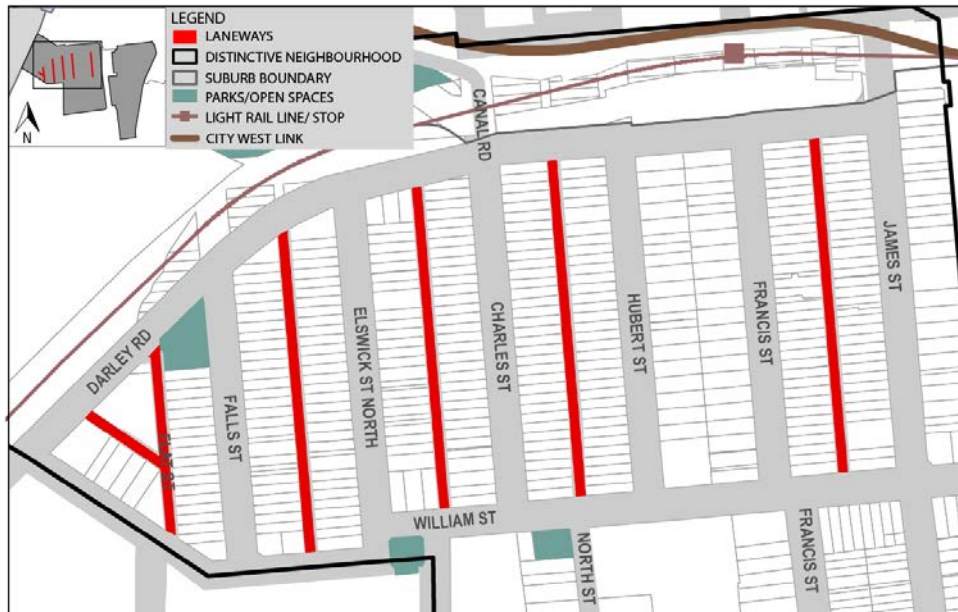 LEGEND
LANEWAYS
DISTINCTIVE NEIGHBOURHOOD
SUBURB BOUNDARY
PARKS/OPEN SPACES
LIGHT RAIL LINE/ STOP
CITY WEST LINK
N
CANAL RD
JAMES ST
DARLEY RD
FALLS ST
ELSWICK ST NORTH
CHARLES ST
HUBERT ST
FRANCIS ST
WILLIAM ST
NORTH ST
FRANCIS ST